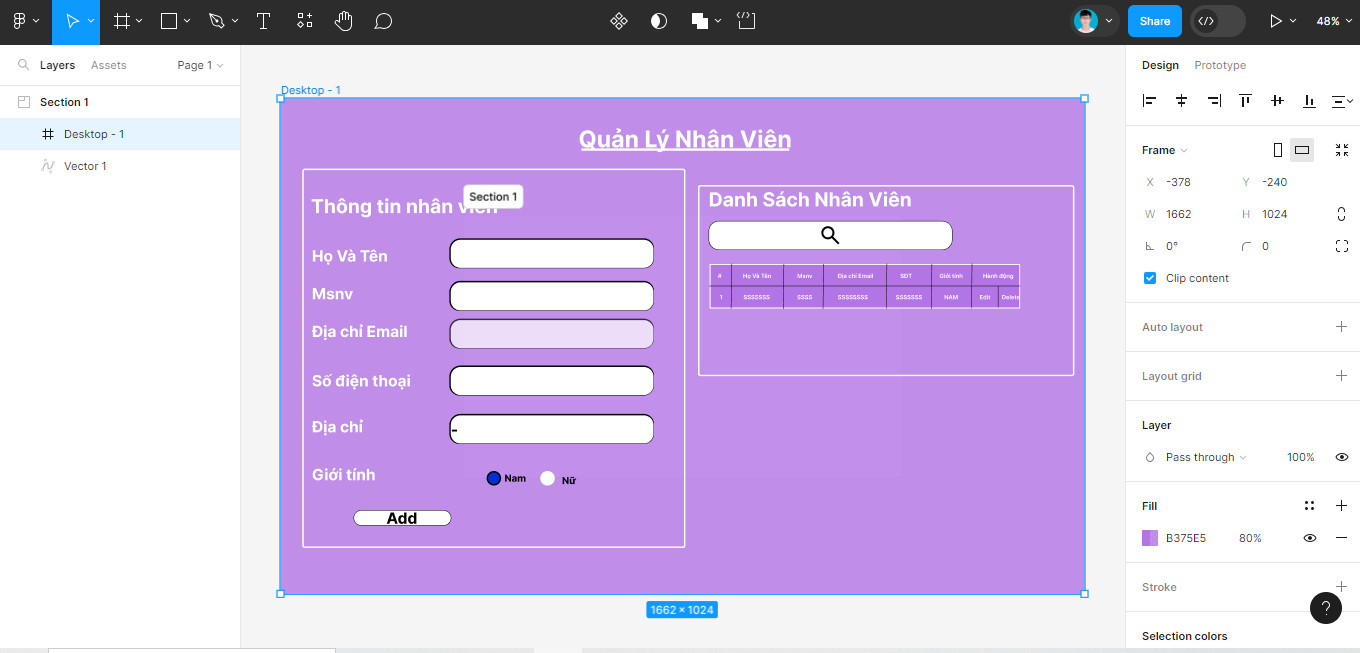 Share
48%
Layers
Assets
Page 1
Section 1
Desktop - 1
Vector 1
Desktop - 1
Quản Lý Nhân Viên
Section 1
Thông tin nhân viên
Họ Và Tên
Msnv
Địa chỉ Email
Số điện thoại
Địa chỉ
-
Giới tính
Nam
Nữ
Add
Danh Sách Nhân Viên
# Họ Và Tên Msnv Địa chỉ Email SĐT Giới tính Hành động
1 SSSSSSS SSSS SSSSSSSS SSSSSSS NAM Edit Delete
1662 × 1024
Design
Prototype
Frame
X -378 Y -240
W 1662 H 1024
0° 0
Clip content
Auto layout
Layout grid
Layer
Pass through 100%
Fill
B375E5 80%
Stroke
?
Selection colors